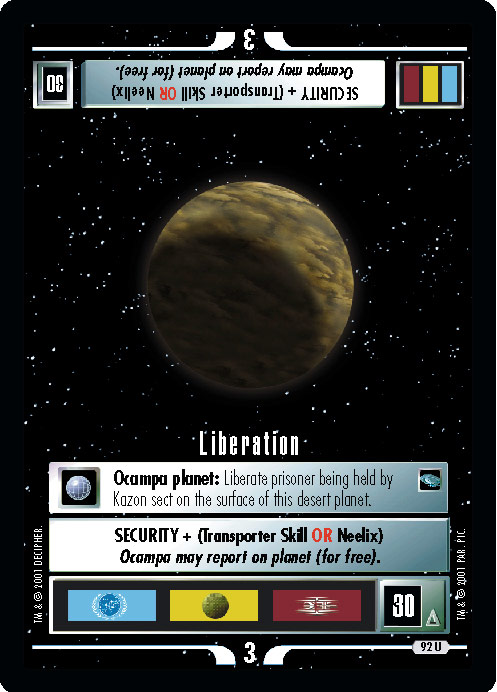 3
30
SECURITY + (Transporter Skill OR Neelix)
Ocampa may report on planet (for free).
Liberation
Ocampa planet: Liberate prisoner being held by
Kazon sect on the surface of this desert planet.
SECURITY + (Transporter Skill OR Neelix)
Ocampa may report on planet (for free).
30
TM & © 2001 DECIPHER.
TM & © 2001 PAR. PIC.
92 U
3